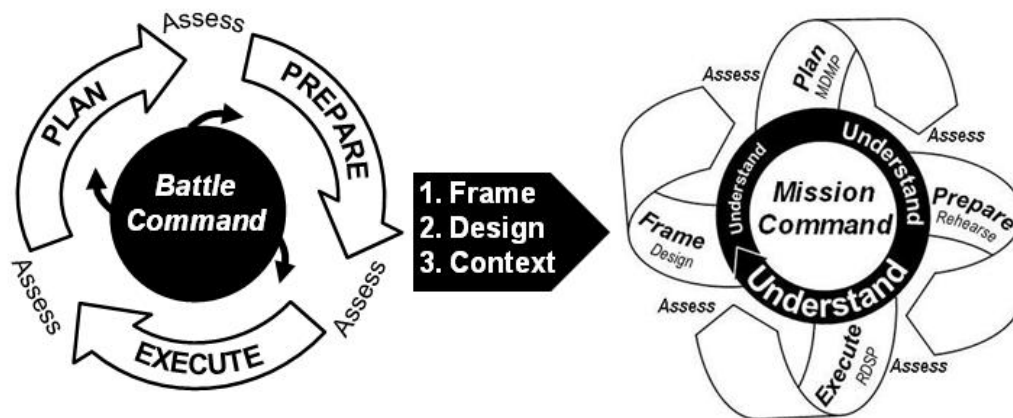 Assess
PLAN
PREPARE
Battle
Command
Assess
Assess
EXECUTE
1. Frame
2. Design
3. Context
Assess
Plan
MDMP
Assess
Understand
Understand
Mission
Command
Prepare
Rehearse
Frame
Design
Understand
Assess
Execute
RDSP
Assess